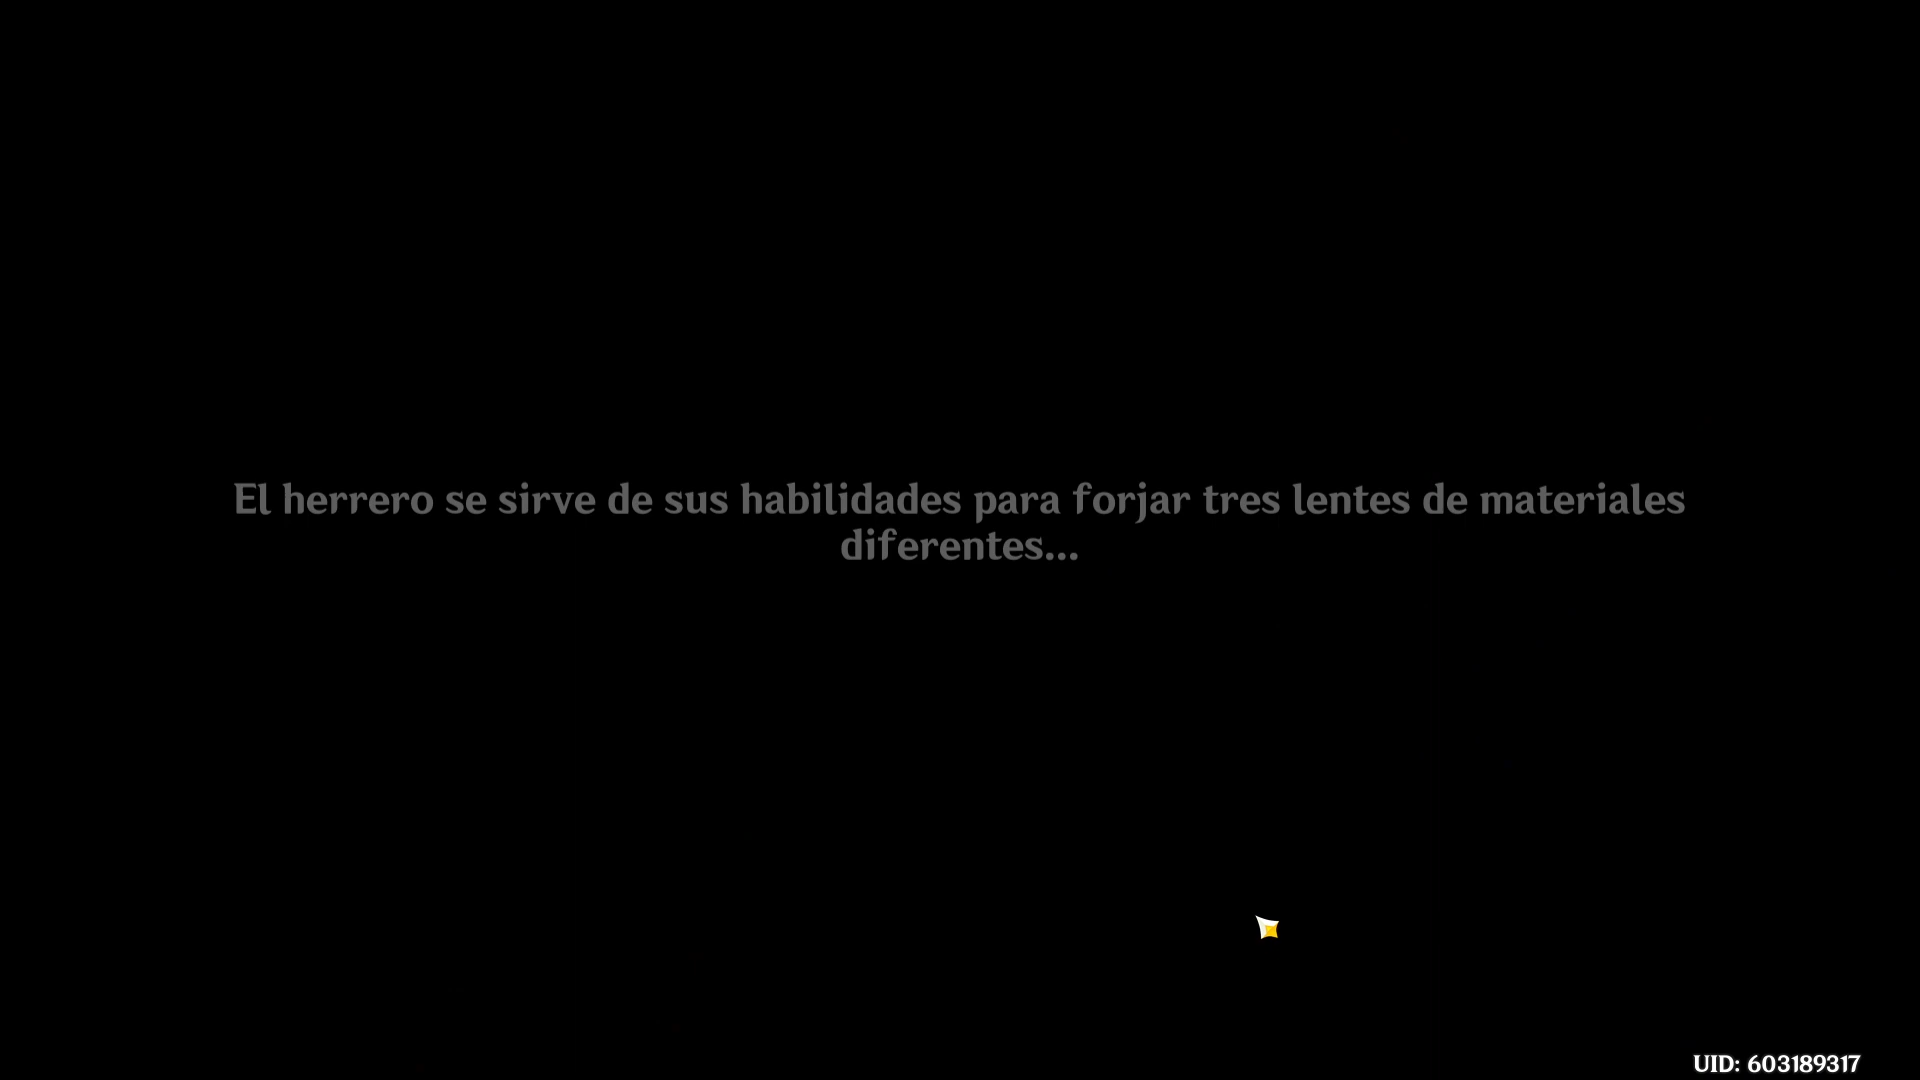 El herrero se sirve de sus habilidades para forjar tres lentes de materiales
diferentes...
UID: 603189317